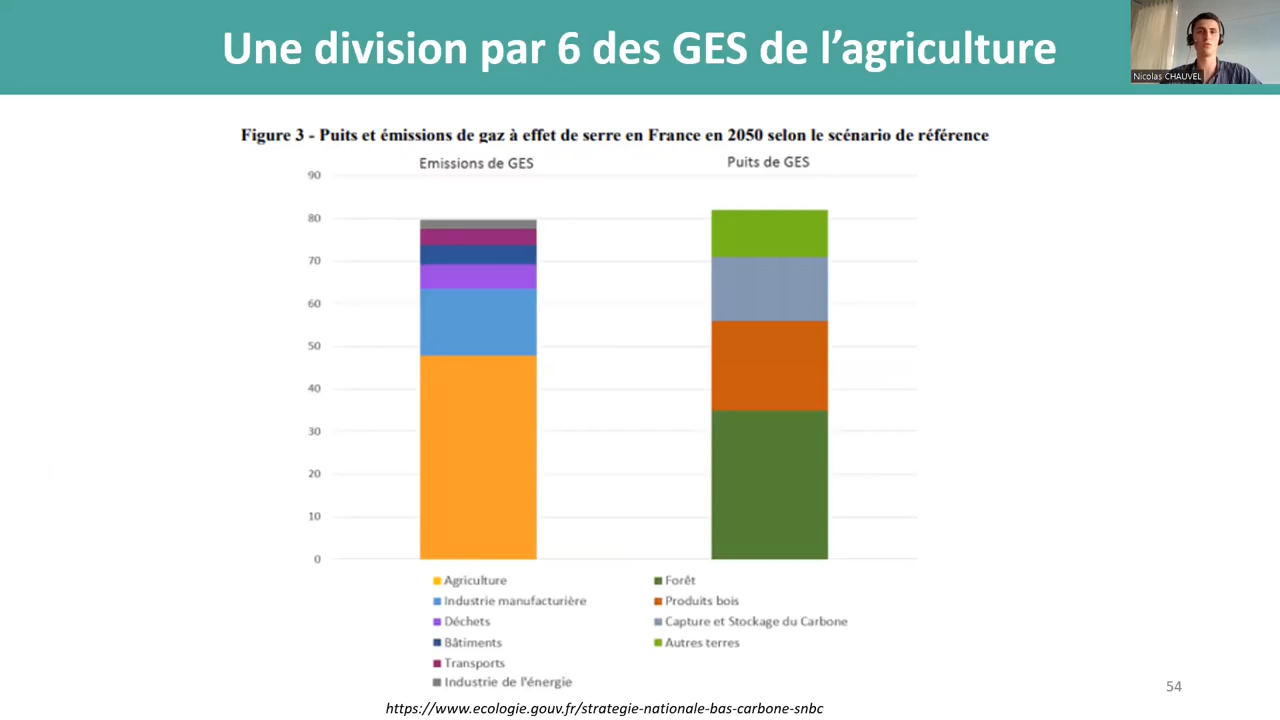 Une division par 6 des GES de l’agriculture
Nicolas CHAUVEL
Figure 3 - Puits et émissions de gaz à effet de serre en France en 2050 selon le scénario de référence
Emissions de GES
Puits de GES
90
80
70
60
50
40
30
20
10
0
Agriculture
Industrie manufacturière
Déchets
Bâtiments
Transports
Industrie de l'énergie
Forêt
Produits bois
Capture et Stockage du Carbone
Autres terres
https://www.ecologie.gouv.fr/strategie-nationale-bas-carbone-snbc
54